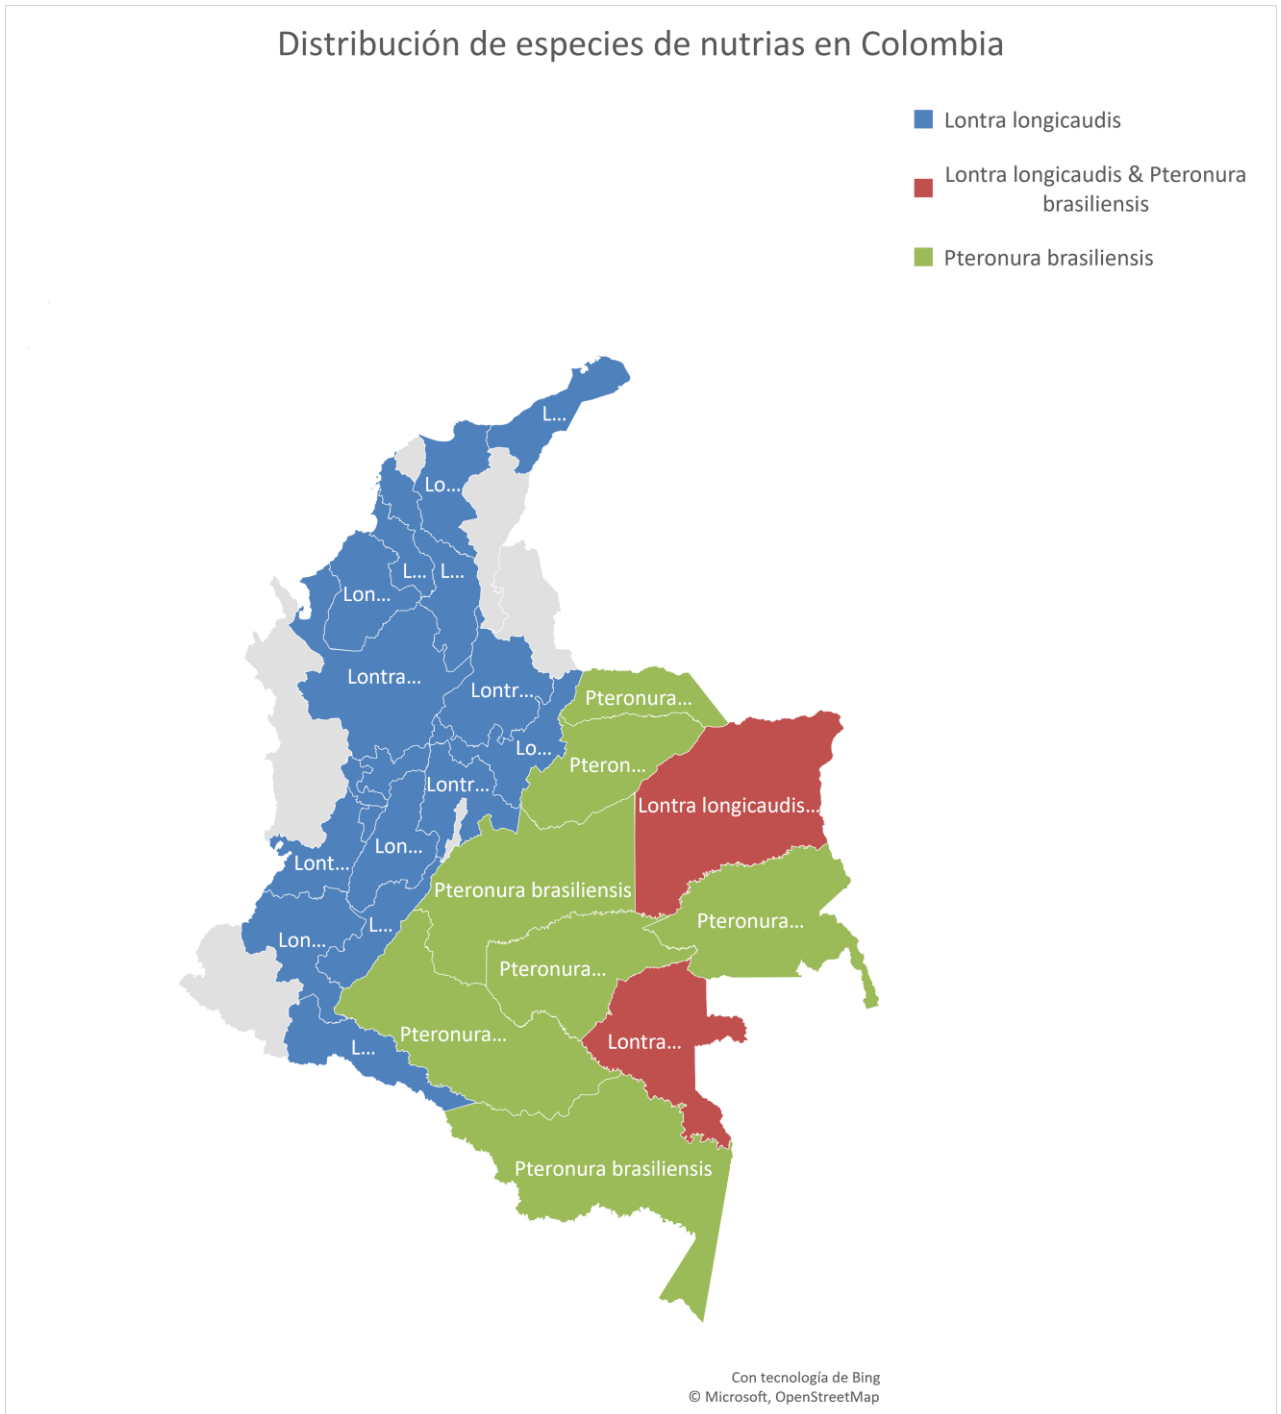 Distribución de especies de nutrias en Colombia
Lontra longicaudis
Lontra longicaudis & Pteronura
brasiliensis
Pteronura brasiliensis
L...
Lo...
L...
L...
Lon...
Lontra...
Lontr...
Pteronura...
Lo...
Pteron...
Lontr...
Lontra longicaudis...
Lon...
Lont...
Pteronura brasiliensis
Pteronura...
L...
Lon...
Pteronura...
Pteronura...
Lontra...
L...
Pteronura brasiliensis
Con tecnología de Bing
© Microsoft, OpenStreetMap